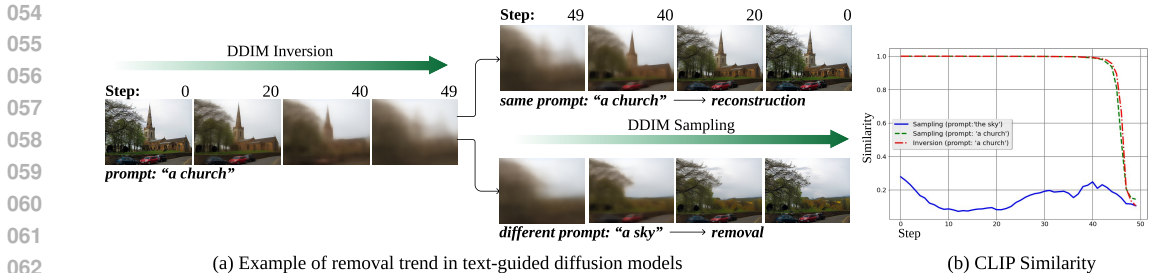 054
055
056
057
058
059
060
061
062
DDIM Inversion
Step: 0 20 40 49
prompt: “a church”
Step: 49 40 20 0
same prompt: “a church” ⟶ reconstruction
DDIM Sampling
different prompt: “a sky” ⟶ removal
(a) Example of removal trend in text-guided diffusion models
Similarity
1.0
0.8
0.6
0.4
0.2
Sampling (prompt:'the sky')
Sampling (prompt: 'a church')
Inversion (prompt: 'a church')
0 10 20 30 40 50
Step
(b) CLIP Similarity